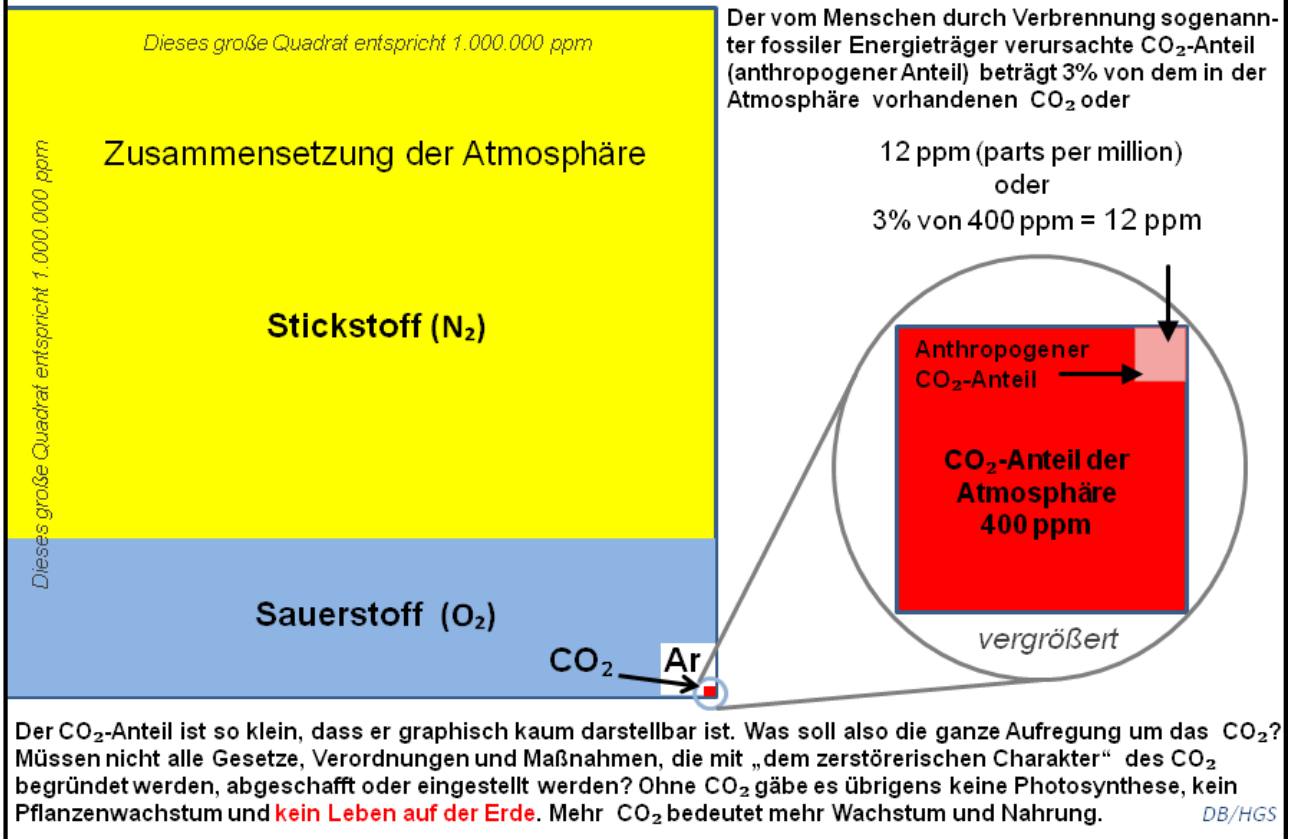 Dieses große Quadrat entspricht 1.000.000 ppm
Dieses große Quadrat entspricht 1.000.000 ppm
Zusammensetzung der Atmosphäre
Stickstoff (N₂)
Sauerstoff (O₂)
CO₂
Ar
Der vom Menschen durch Verbrennung sogenann-
ter fossiler Energieträger verursachte CO₂-Anteil
(anthropogener Anteil) beträgt 3% von dem in der
Atmosphäre vorhandenen CO₂ oder
12 ppm (parts per million)
oder
3% von 400 ppm = 12 ppm
Anthropogener
CO₂-Anteil
CO₂-Anteil der
Atmosphäre
400 ppm
vergrößert
Der CO₂-Anteil ist so klein, dass er graphisch kaum darstellbar ist. Was soll also die ganze Aufregung um das CO₂?
Müssen nicht alle Gesetze, Verordnungen und Maßnahmen, die mit „dem zerstörerischen Charakter“ des CO₂
begründet werden, abgeschafft oder eingestellt werden? Ohne CO₂ gäbe es übrigens keine Photosynthese, kein
Pflanzenwachstum und kein Leben auf der Erde. Mehr CO₂ bedeutet mehr Wachstum und Nahrung.
DB/HGS